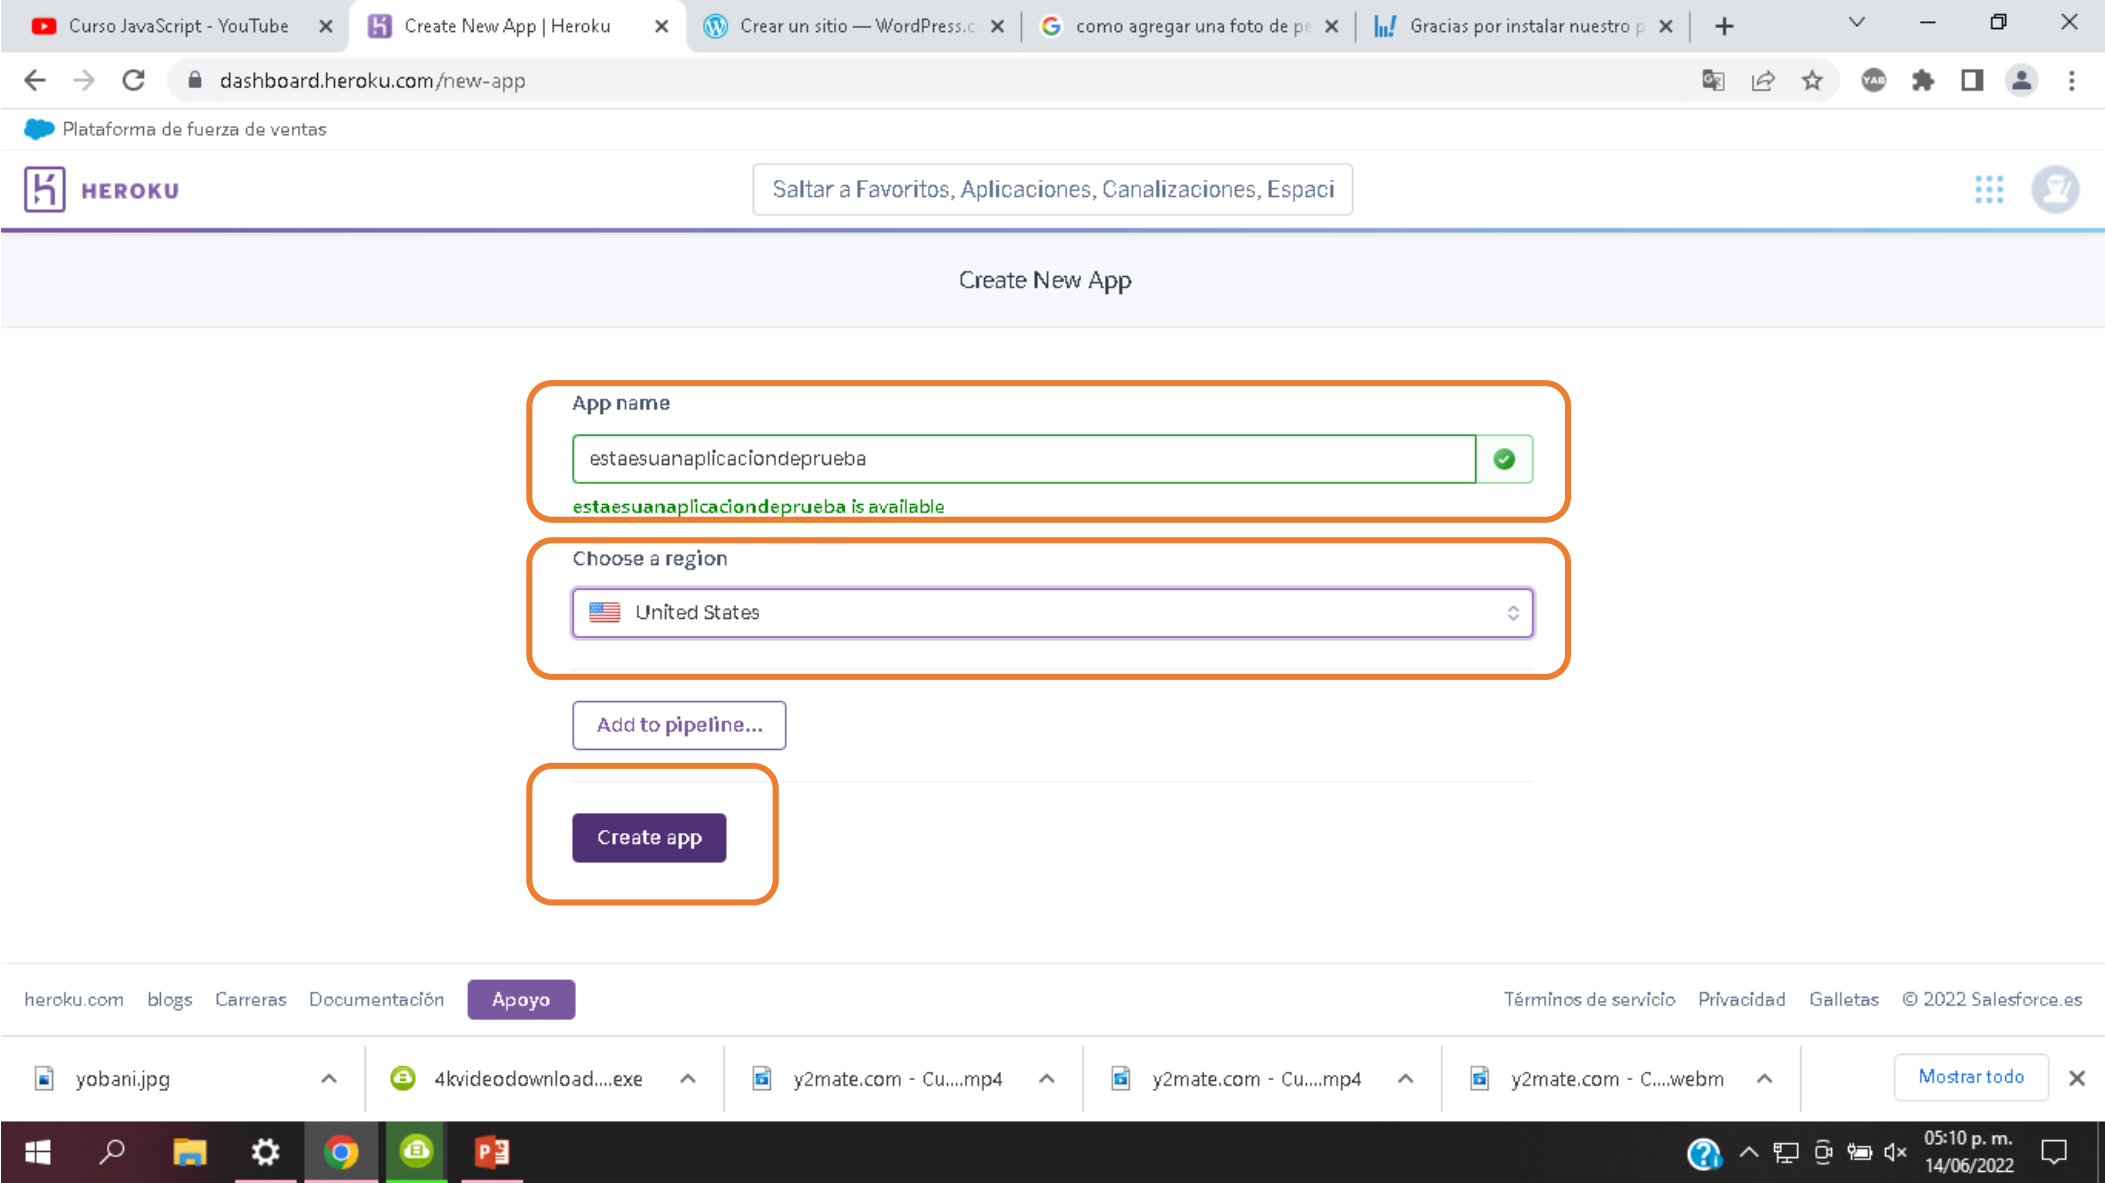 Curso JavaScript - YouTube
Create New App | Heroku
Crear un sitio — WordPress.c
como agregar una foto de pe
Gracias por instalar nuestro p
dashboard.heroku.com/new-app
YAB
Plataforma de fuerza de ventas
HEROKU
Saltar a Favoritos, Aplicaciones, Canalizaciones, Espaci
Create New App
App name
estaesuanaplicaciondeprueba
estaesuanaplicaciondeprueba is available
Choose a region
United States
Add to pipeline...
Create app
heroku.com blogs Carreras Documentación Apoyo
Términos de servicio Privacidad Galletas © 2022 Salesforce.es
yobani.jpg
4kvideodownload....exe
y2mate.com - Cu....mp4
y2mate.com - Cu....mp4
y2mate.com - C....webm
Mostrar todo
05:10 p. m.
14/06/2022